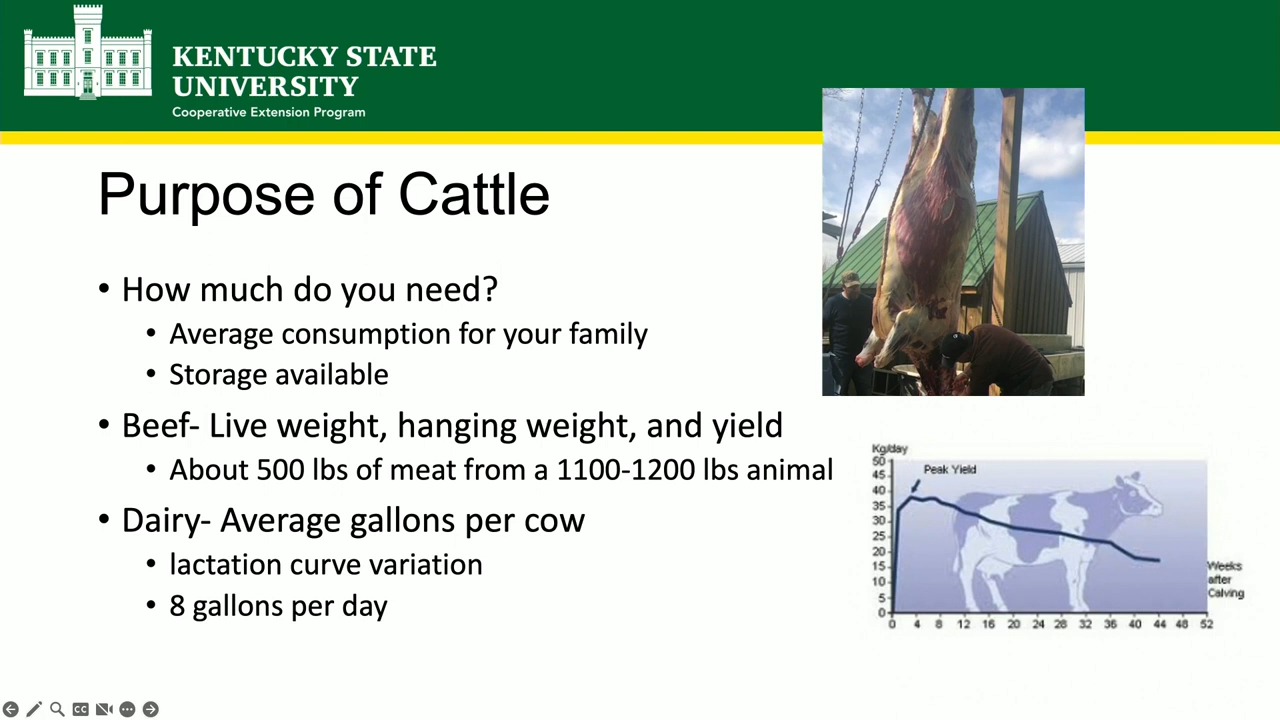 KENTUCKY STATE
UNIVERSITY
Cooperative Extension Program
Purpose of Cattle
• How much do you need?
• Average consumption for your family
• Storage available
• Beef- Live weight, hanging weight, and yield
• About 500 lbs of meat from a 1100-1200 lbs animal
• Dairy- Average gallons per cow
• lactation curve variation
• 8 gallons per day
Kg/day
50
45
40
35
30
25
20
15
10
5
0
Peak Yield
0 4 8 12 16 20 24 28 32 36 40 44 48 52
Weeks
after
Calving
CC